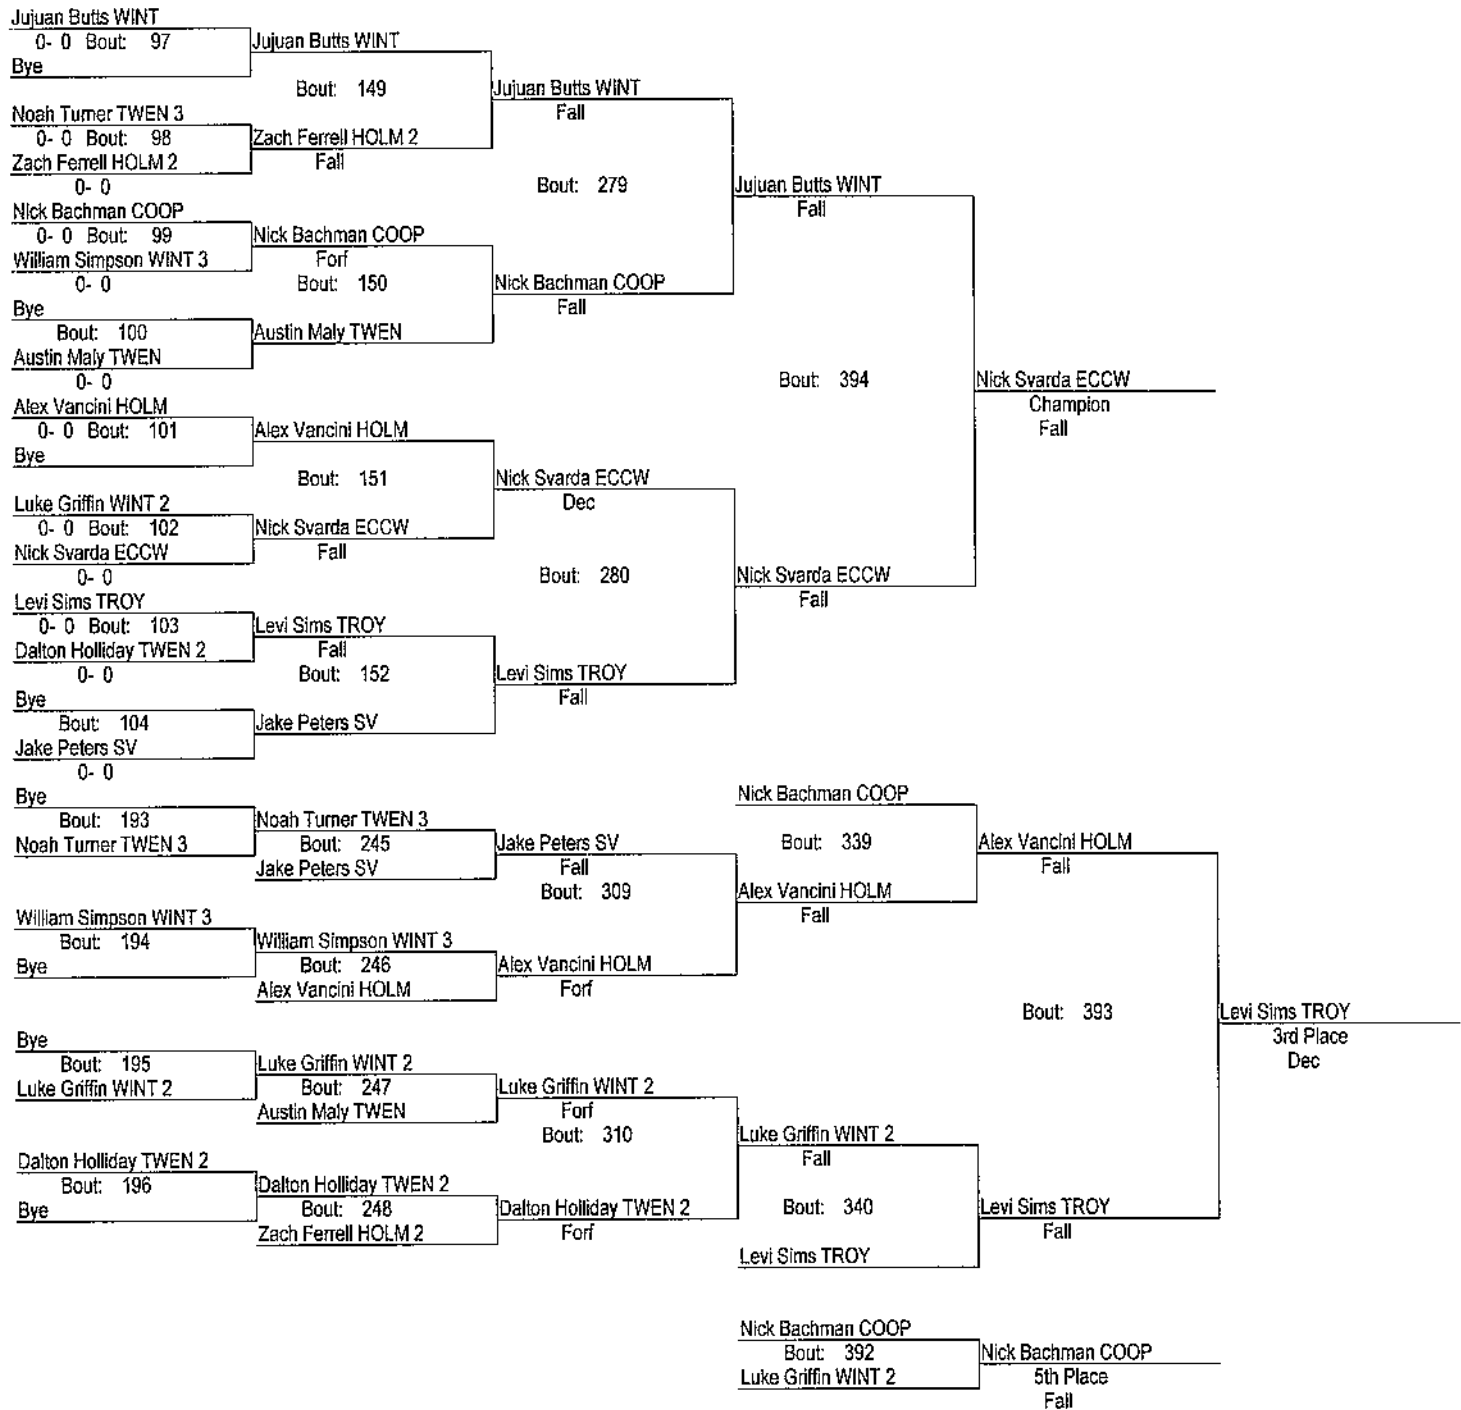 Jujuan Butts WINT
0- 0 Bout: 97
Bye
Jujuan Butts WINT
Bout: 149
Noah Turner TWEN 3
0- 0 Bout: 98
Zach Ferrell HOLM 2
0- 0
Zach Ferrell HOLM 2
Fall
Jujuan Butts WINT
Fall
Bout: 279
Nick Bachman COOP
0- 0 Bout: 99
William Simpson WINT 3
0- 0
Nick Bachman COOP
Forf
Bout: 150
Bye
Bout: 100
Austin Maly TWEN
0- 0
Austin Maly TWEN
Nick Bachman COOP
Fall
Jujuan Butts WINT
Fall
Bout: 394
Alex Vancini HOLM
0- 0 Bout: 101
Bye
Alex Vancini HOLM
Bout: 151
Luke Griffin WINT 2
0- 0 Bout: 102
Nick Svarda ECCW
0- 0
Nick Svarda ECCW
Fall
Nick Svarda ECCW
Dec
Bout: 280
Levi Sims TROY
0- 0 Bout: 103
Dalton Holliday TWEN 2
0- 0
Levi Sims TROY
Fall
Bout: 152
Bye
Bout: 104
Jake Peters SV
0- 0
Jake Peters SV
Levi Sims TROY
Fall
Nick Svarda ECCW
Fall
Nick Svarda ECCW
Champion
Fall
Bye
Bout: 193
Noah Turner TWEN 3
Noah Turner TWEN 3
Bout: 245
Jake Peters SV
Jake Peters SV
Fall
Bout: 309
William Simpson WINT 3
Bout: 194
Bye
William Simpson WINT 3
Bout: 246
Alex Vancini HOLM
Alex Vancini HOLM
Forf
Nick Bachman COOP
Bout: 339
Alex Vancini HOLM
Fall
Alex Vancini HOLM
Fall
Bout: 393
Bye
Bout: 195
Luke Griffin WINT 2
Luke Griffin WINT 2
Bout: 247
Austin Maly TWEN
Luke Griffin WINT 2
Forf
Bout: 310
Dalton Holliday TWEN 2
Bout: 196
Bye
Dalton Holliday TWEN 2
Bout: 248
Zach Ferrell HOLM 2
Dalton Holliday TWEN 2
Forf
Luke Griffin WINT 2
Fall
Bout: 340
Levi Sims TROY
Levi Sims TROY
Fall
Levi Sims TROY
3rd Place
Dec
Nick Bachman COOP
Bout: 392
Luke Griffin WINT 2
Nick Bachman COOP
5th Place
Fall